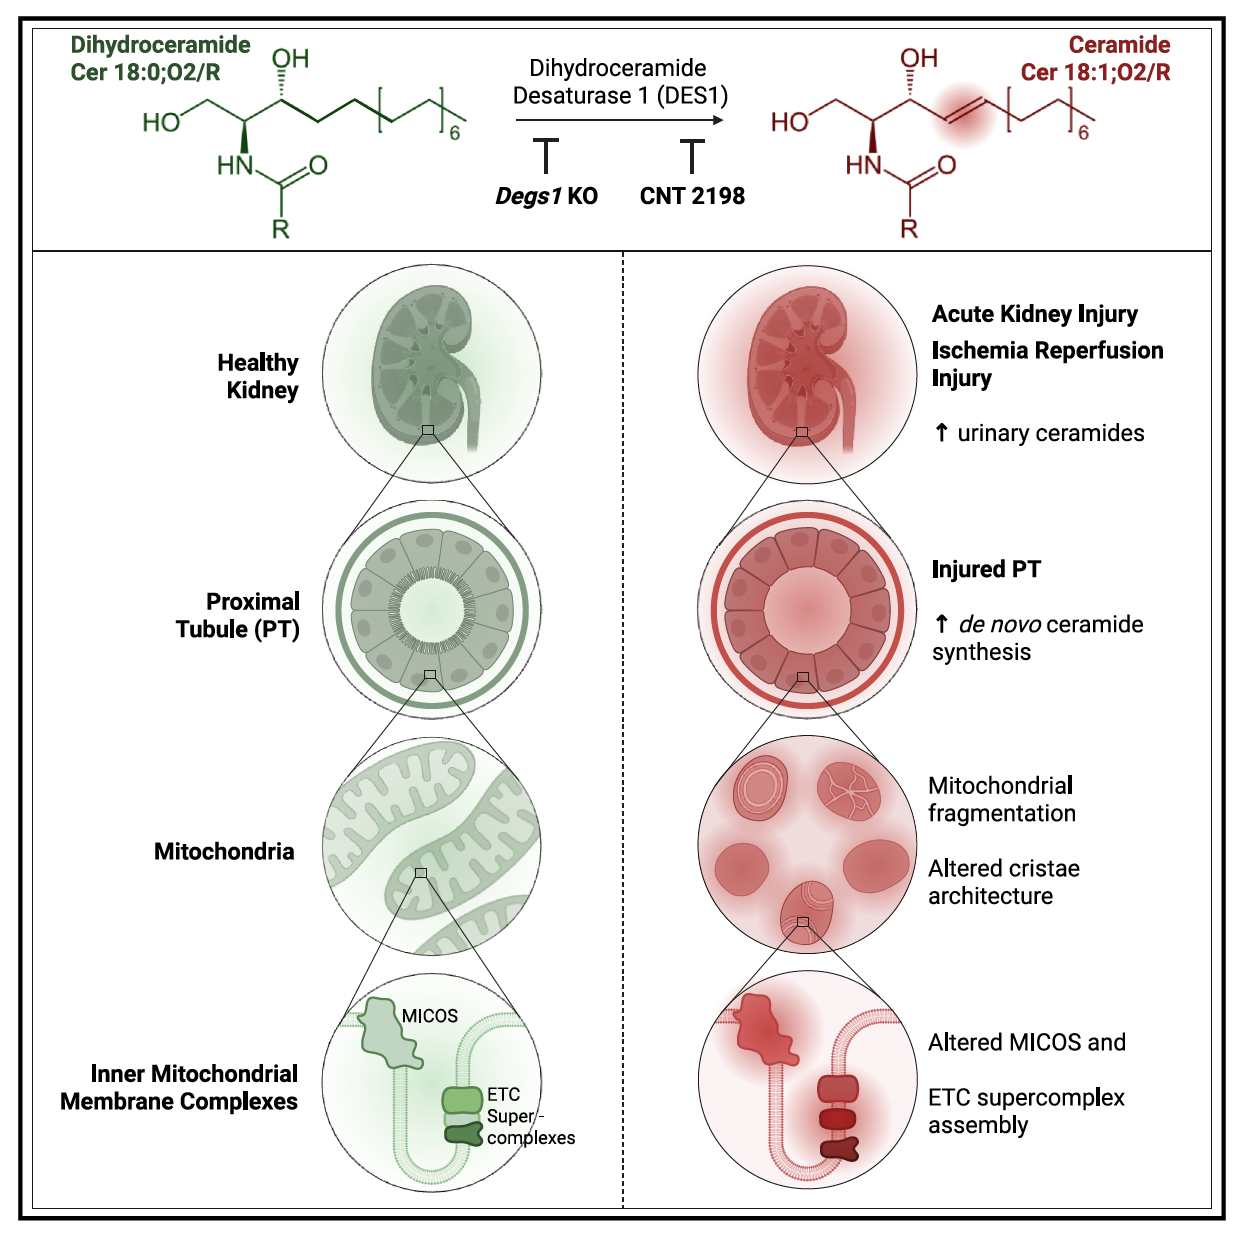 Dihydroceramide
Cer 18:0;O2/R
OH
HO
HN
O
R
6
Dihydroceramide
Desaturase 1 (DES1)
Degs1 KO
CNT 2198
Ceramide
Cer 18:1;O2/R
OH
HO
HN
O
R
6
Healthy
Kidney
Acute Kidney Injury
Ischemia Reperfusion
Injury
↑ urinary ceramides
Proximal
Tubule (PT)
Injured PT
↑ de novo ceramide
synthesis
Mitochondria
Mitochondrial
fragmentation
Altered cristae
architecture
Inner Mitochondrial
Membrane Complexes
MICOS
ETC
Super-
complexes
Altered MICOS and
ETC supercomplex
assembly